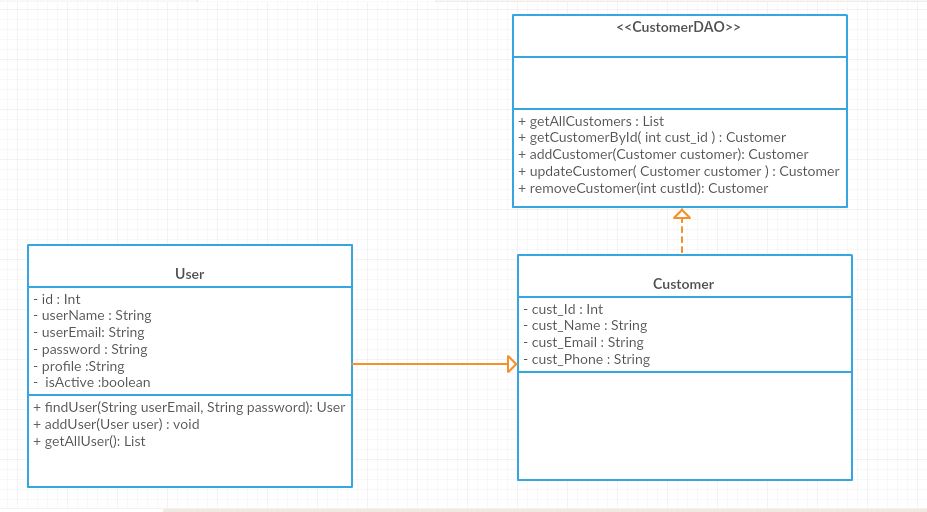 <<CustomerDAO>>
+ getAllCustomers : List
+ getCustomerById( int cust_id ) : Customer
+ addCustomer(Customer customer): Customer
+ updateCustomer( Customer customer ) : Customer
+ removeCustomer(int custId): Customer
User
- id : Int
- userName : String
- userEmail: String
- password : String
- profile :String
- isActive :boolean
+ findUser(String userEmail, String password): User
+ addUser(User user) : void
+ getAllUser(): List
Customer
- cust_Id : Int
- cust_Name : String
- cust_Email : String
- cust_Phone : String